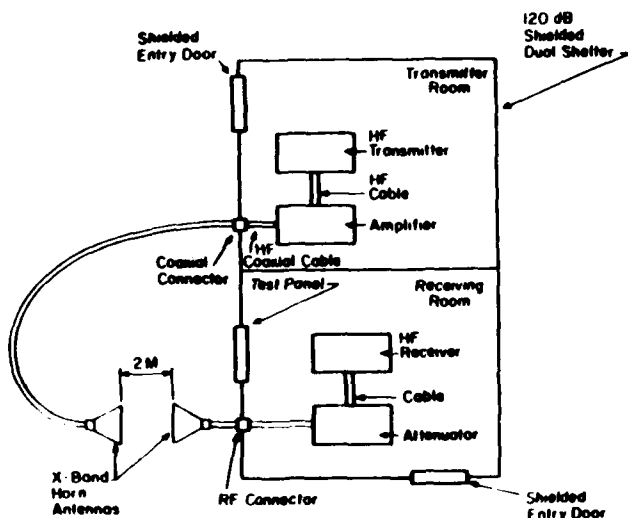 120 dB
Shielded
Dual Shelter
Shielded
Entry Door
Transmitter
Room
HF
Transmitter
HF
Cable
Amplifier
Coaxial
Connector
HF
Coaxial Cable
Test Panel
Receiving
Room
HF
Receiver
Cable
Attenuator
2 M
X-Band
Horn
Antennas
RF Connector
Shielded
Entry Door